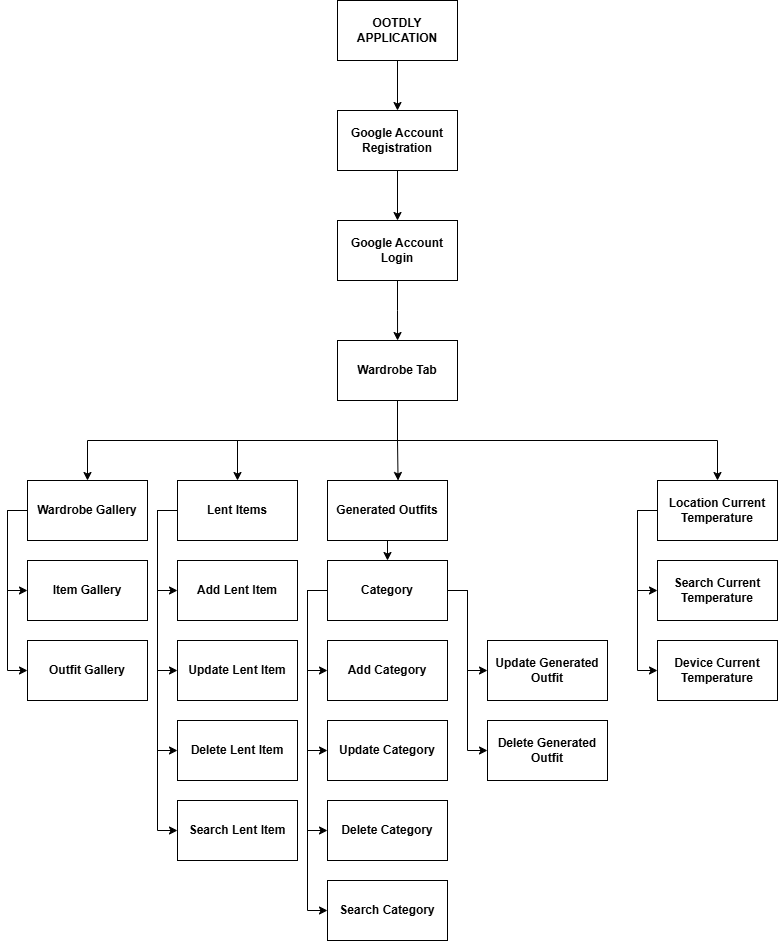 OOTDLY
APPLICATION
Google Account
Registration
Google Account
Login
Wardrobe Tab
Wardrobe Gallery
Lent Items
Generated Outfits
Location Current
Temperature
Item Gallery
Add Lent Item
Category
Search Current
Temperature
Outfit Gallery
Update Lent Item
Add Category
Update Generated
Outfit
Device Current
Temperature
Delete Lent Item
Update Category
Delete Generated
Outfit
Search Lent Item
Delete Category
Search Category